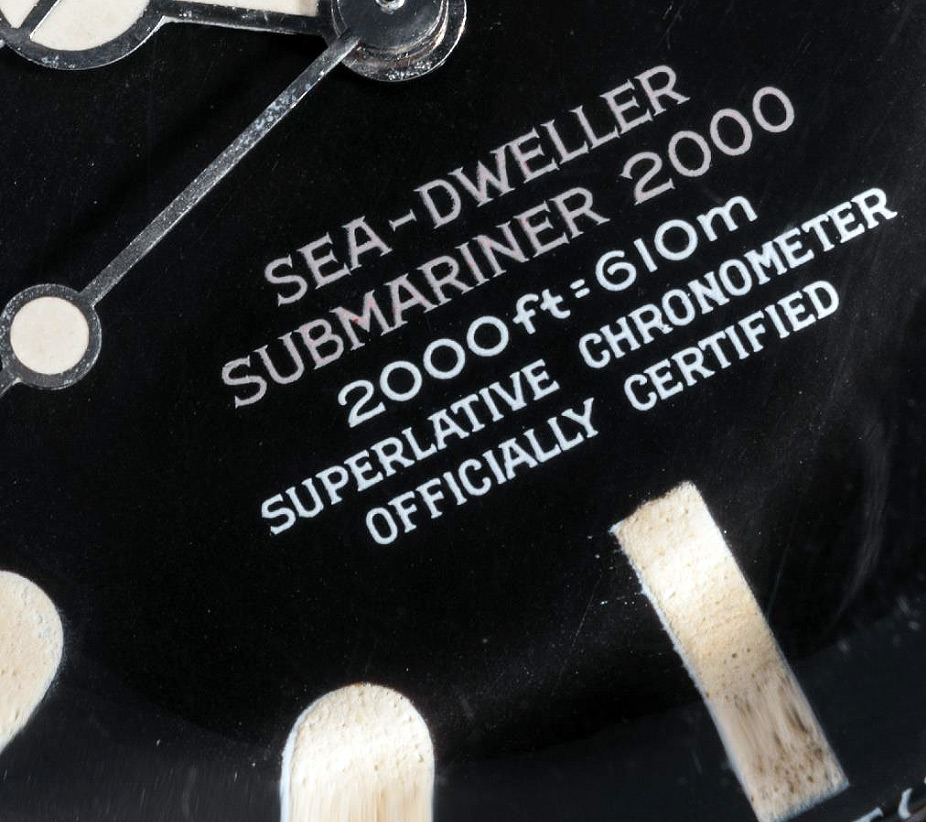 SEA-DWELLER
SUBMARINER 2000
2000ft=610m
SUPERLATIVE CHRONOMETER
OFFICIALLY CERTIFIED